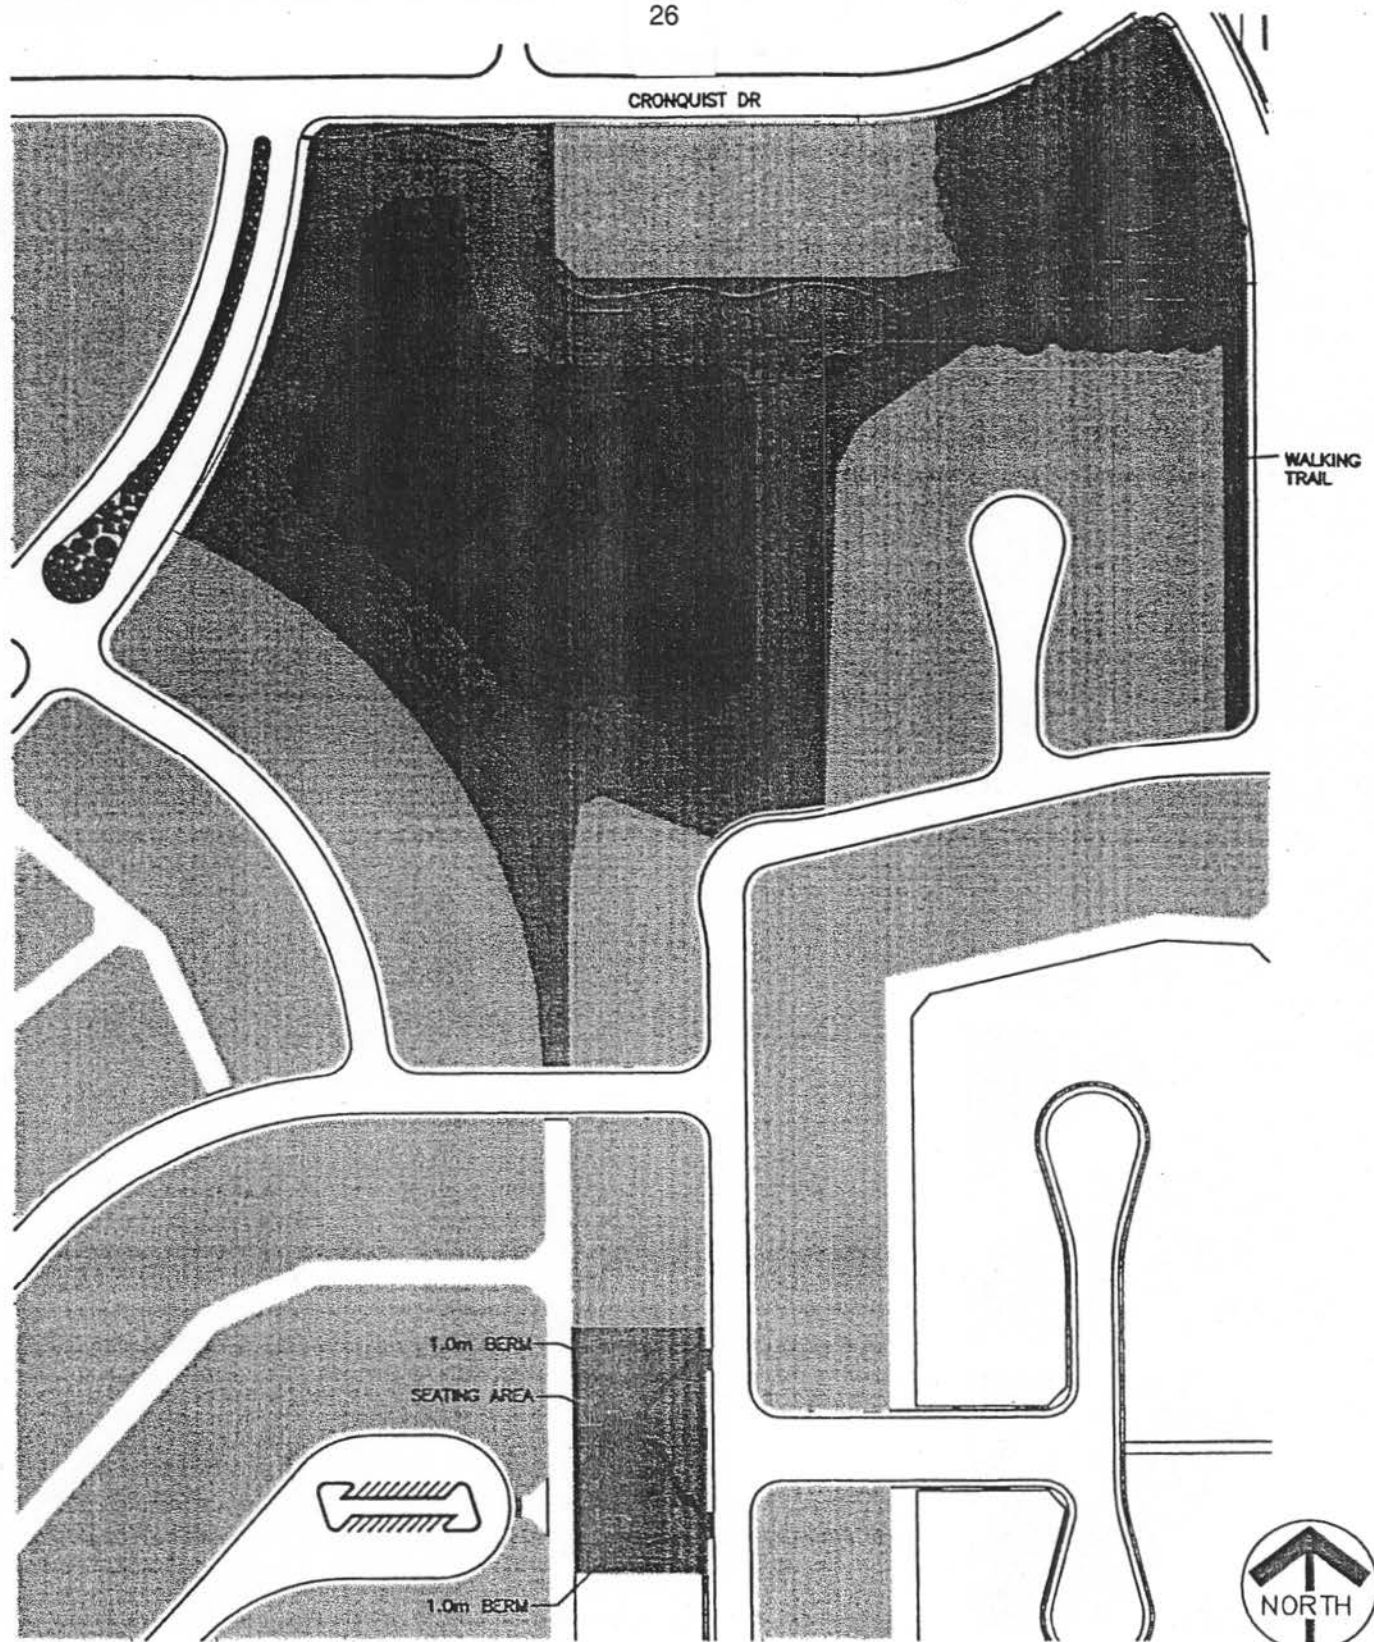 26
CRONQUIST DR
WALKING
TRAIL
1.0m BERM
SEATING AREA
1.0m BERM
NORTH